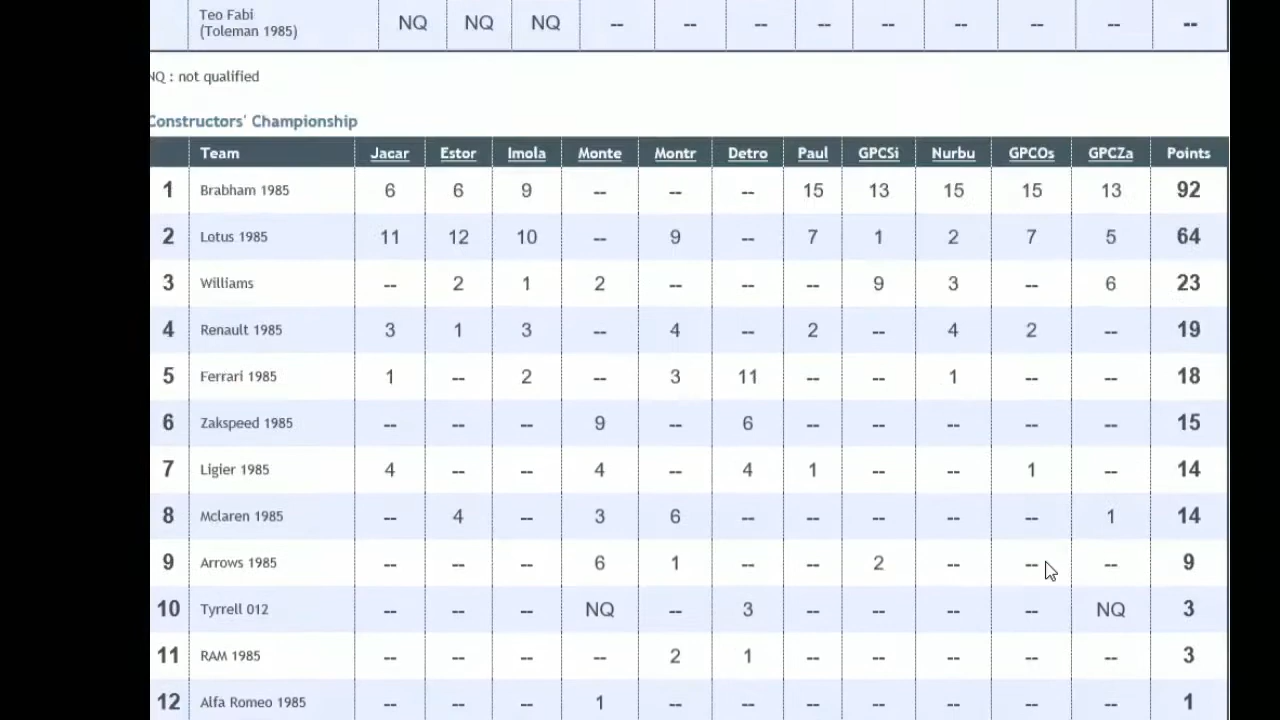 Teo Fabi
(Toleman 1985) NQ NQ NQ -- -- -- -- -- -- -- -- --
NQ : not qualified
Constructors' Championship
Team Jacar Estor Imola Monte Montr Detro Paul GPCSi Nurbu GPCOs GPCZa Points
1 Brabham 1985 6 6 9 -- -- -- 15 13 15 15 13 92
2 Lotus 1985 11 12 10 -- 9 -- 7 1 2 7 5 64
3 Williams -- 2 1 2 -- -- -- 9 3 -- 6 23
4 Renault 1985 3 1 3 -- 4 -- 2 -- 4 2 -- 19
5 Ferrari 1985 1 -- 2 -- 3 11 -- -- 1 -- -- 18
6 Zakspeed 1985 -- -- -- 9 -- 6 -- -- -- -- -- 15
7 Ligier 1985 4 -- -- 4 -- 4 1 -- -- 1 -- 14
8 Mclaren 1985 -- 4 -- 3 6 -- -- -- -- -- 1 14
9 Arrows 1985 -- -- -- 6 1 -- -- 2 -- -- -- 9
10 Tyrrell 012 -- -- -- NQ -- 3 -- -- -- -- NQ 3
11 RAM 1985 -- -- -- -- 2 1 -- -- -- -- -- 3
12 Alfa Romeo 1985 -- -- -- 1 -- -- -- -- -- -- -- 1